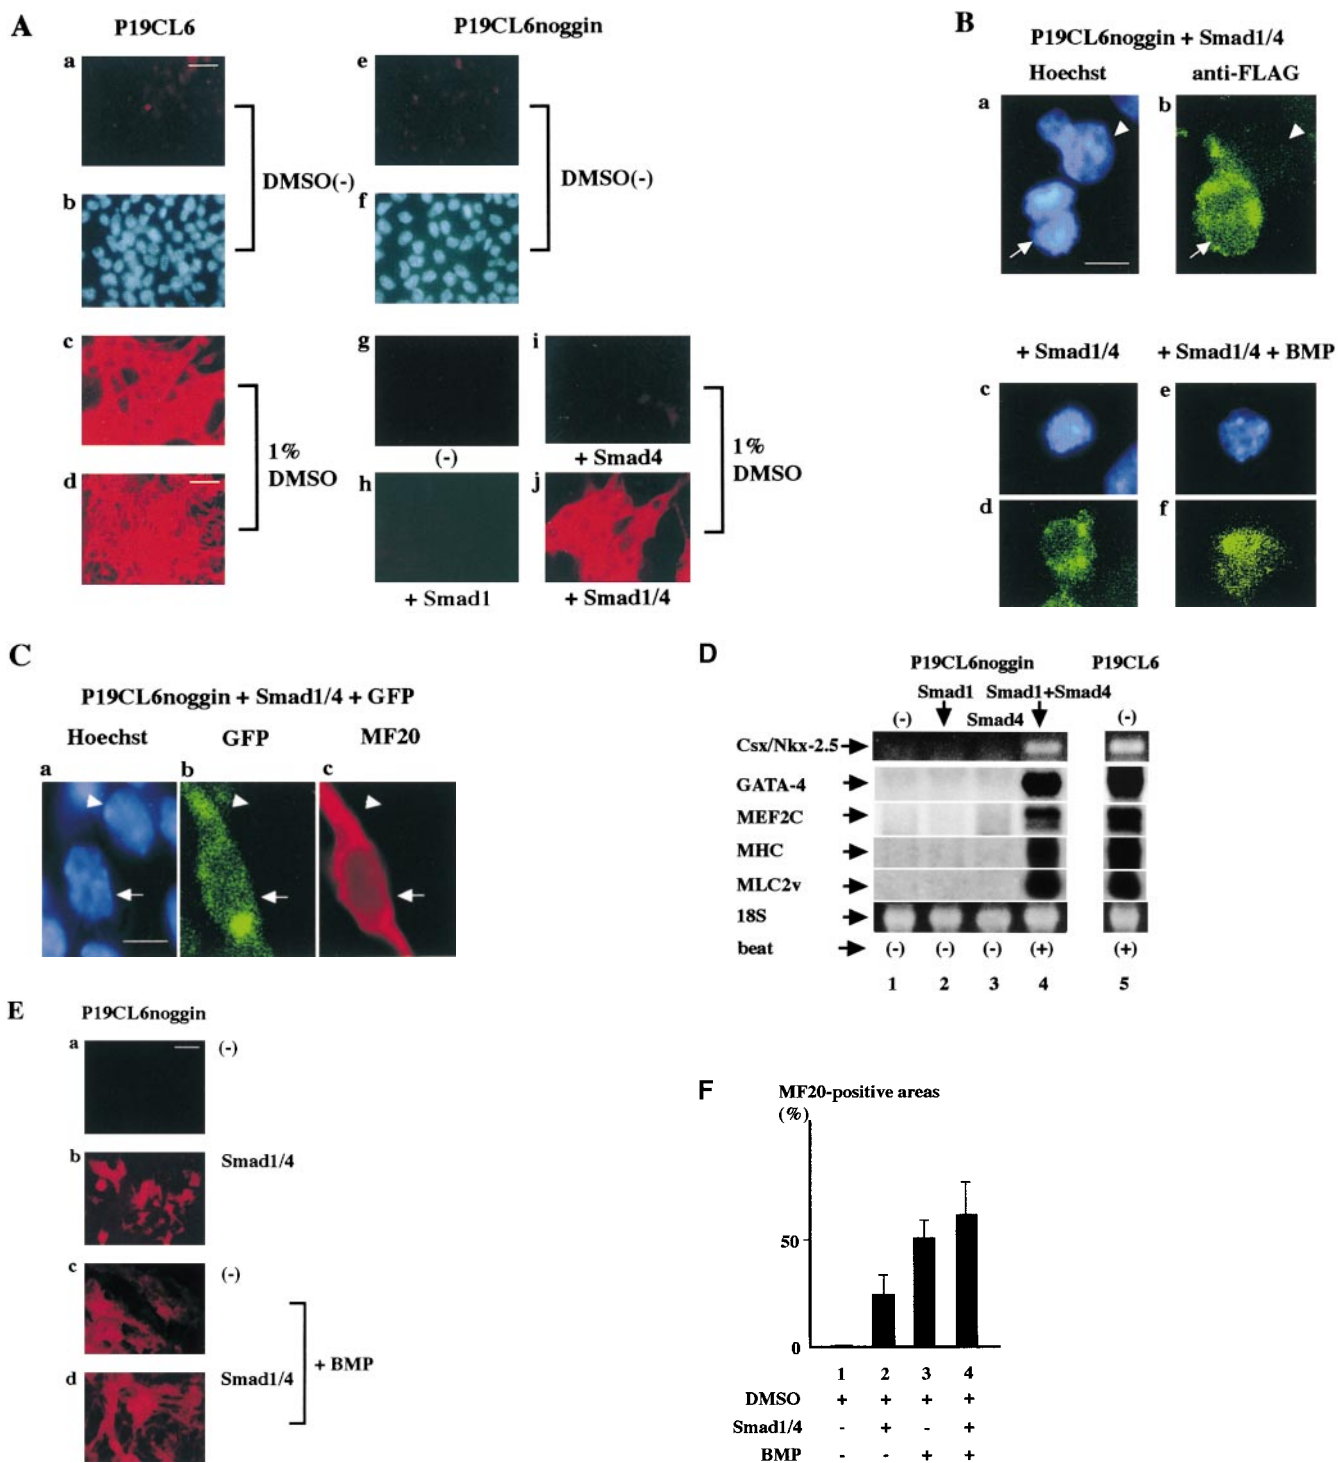 A
P19CL6
P19CL6noggin
a
e
DMSO(-)
DMSO(-)
b
f
c
g
i
1%
DMSO
(-)
+ Smad4
1%
DMSO
d
h
j
+ Smad1
+ Smad1/4
B
P19CL6noggin + Smad1/4
Hoechst
anti-FLAG
a
b
+ Smad1/4
+ Smad1/4 + BMP
c
e
d
f
C
P19CL6noggin + Smad1/4 + GFP
Hoechst
GFP
MF20
a
b
c
D
P19CL6noggin
P19CL6
Smad1
Smad1+Smad4
(-)
Smad4
(-)
Csx/Nkx-2.5
GATA-4
MEF2C
MHC
MLC2v
18S
beat
(-)
(-)
(-)
(+)
(+)
1
2
3
4
5
E
P19CL6noggin
a
(-)
b
Smad1/4
c
(-)
d
Smad1/4
+ BMP
F
MF20-positive areas
(%)
50
0
1 2 3 4
DMSO + + + +
Smad1/4 - + - +
BMP - - + +